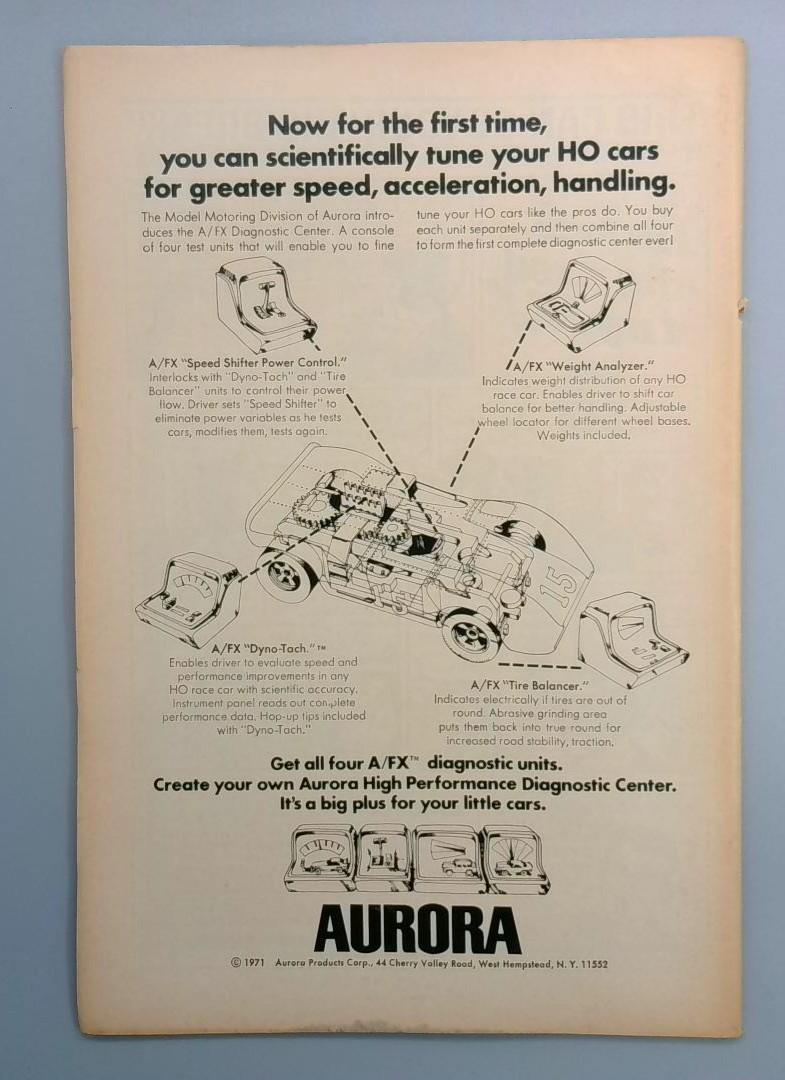 Now for the first time,
you can scientifically tune your HO cars
for greater speed, acceleration, handling.
The Model Motoring Division of Aurora intro-
duces the A/FX Diagnostic Center. A console
of four test units that will enable you to fine
tune your HO cars like the pros do. You buy
each unit separately and then combine all four
to form the first complete diagnostic center ever!
A/FX "Speed Shifter Power Control."
Interlocks with "Dyno-Tach" and "Tire
Balancer" units to control their power
flow. Driver sets "Speed Shifter" to
eliminate power variables as he tests
cars, modifies them, tests again.
A/FX "Weight Analyzer."
Indicates weight distribution of any HO
race car. Enables driver to shift car
balance for better handling. Adjustable
wheel locator for different wheel bases.
Weights included.
15
A/FX "Dyno-Tach."™
Enables driver to evaluate speed and
performance improvements in any
HO race car with scientific accuracy.
Instrument panel reads out complete
performance data. Hop-up tips included
with "Dyno-Tach."
A/FX "Tire Balancer."
Indicates electrically if tires are out of
round. Abrasive grinding area
puts them back into true round for
increased road stability, traction.
Get all four A/FX™ diagnostic units.
Create your own Aurora High Performance Diagnostic Center.
It's a big plus for your little cars.
AURORA
© 1971 Aurora Products Corp., 44 Cherry Valley Road, West Hempstead, N. Y. 11552